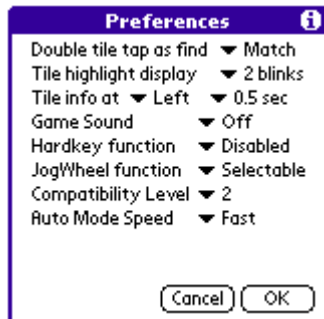 Preferences
Double tile tap as find Match
Tile highlight display 2 blinks
Tile info at Left 0.5 sec
Game Sound Off
Hardkey function Disabled
JogWheel function Selectable
Compatibility Level 2
Auto Mode Speed Fast
Cancel OK